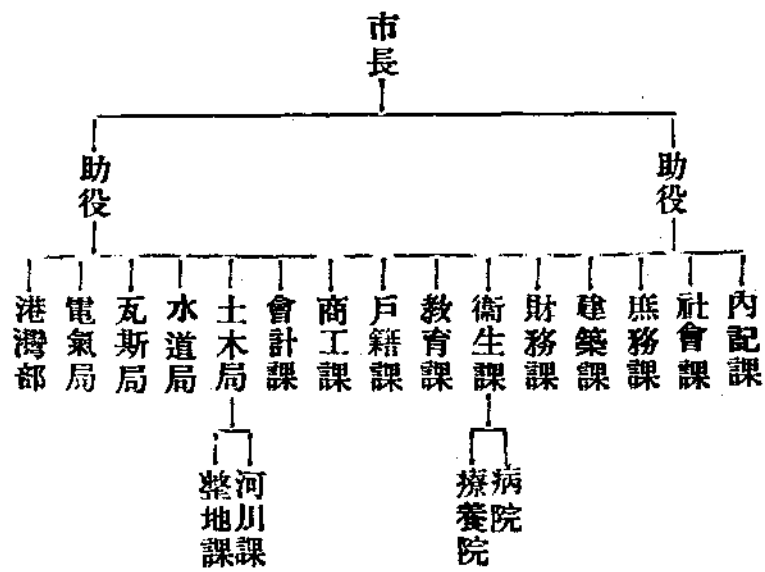 市長
助役
助役
內記課
社會課
庶務課
建築課
財務課
衞生課
教育課
戶籍課
商工課
會計課
土木局
水道局
瓦斯局
電氣局
港灣部
病院
療養院
河川課
整地課